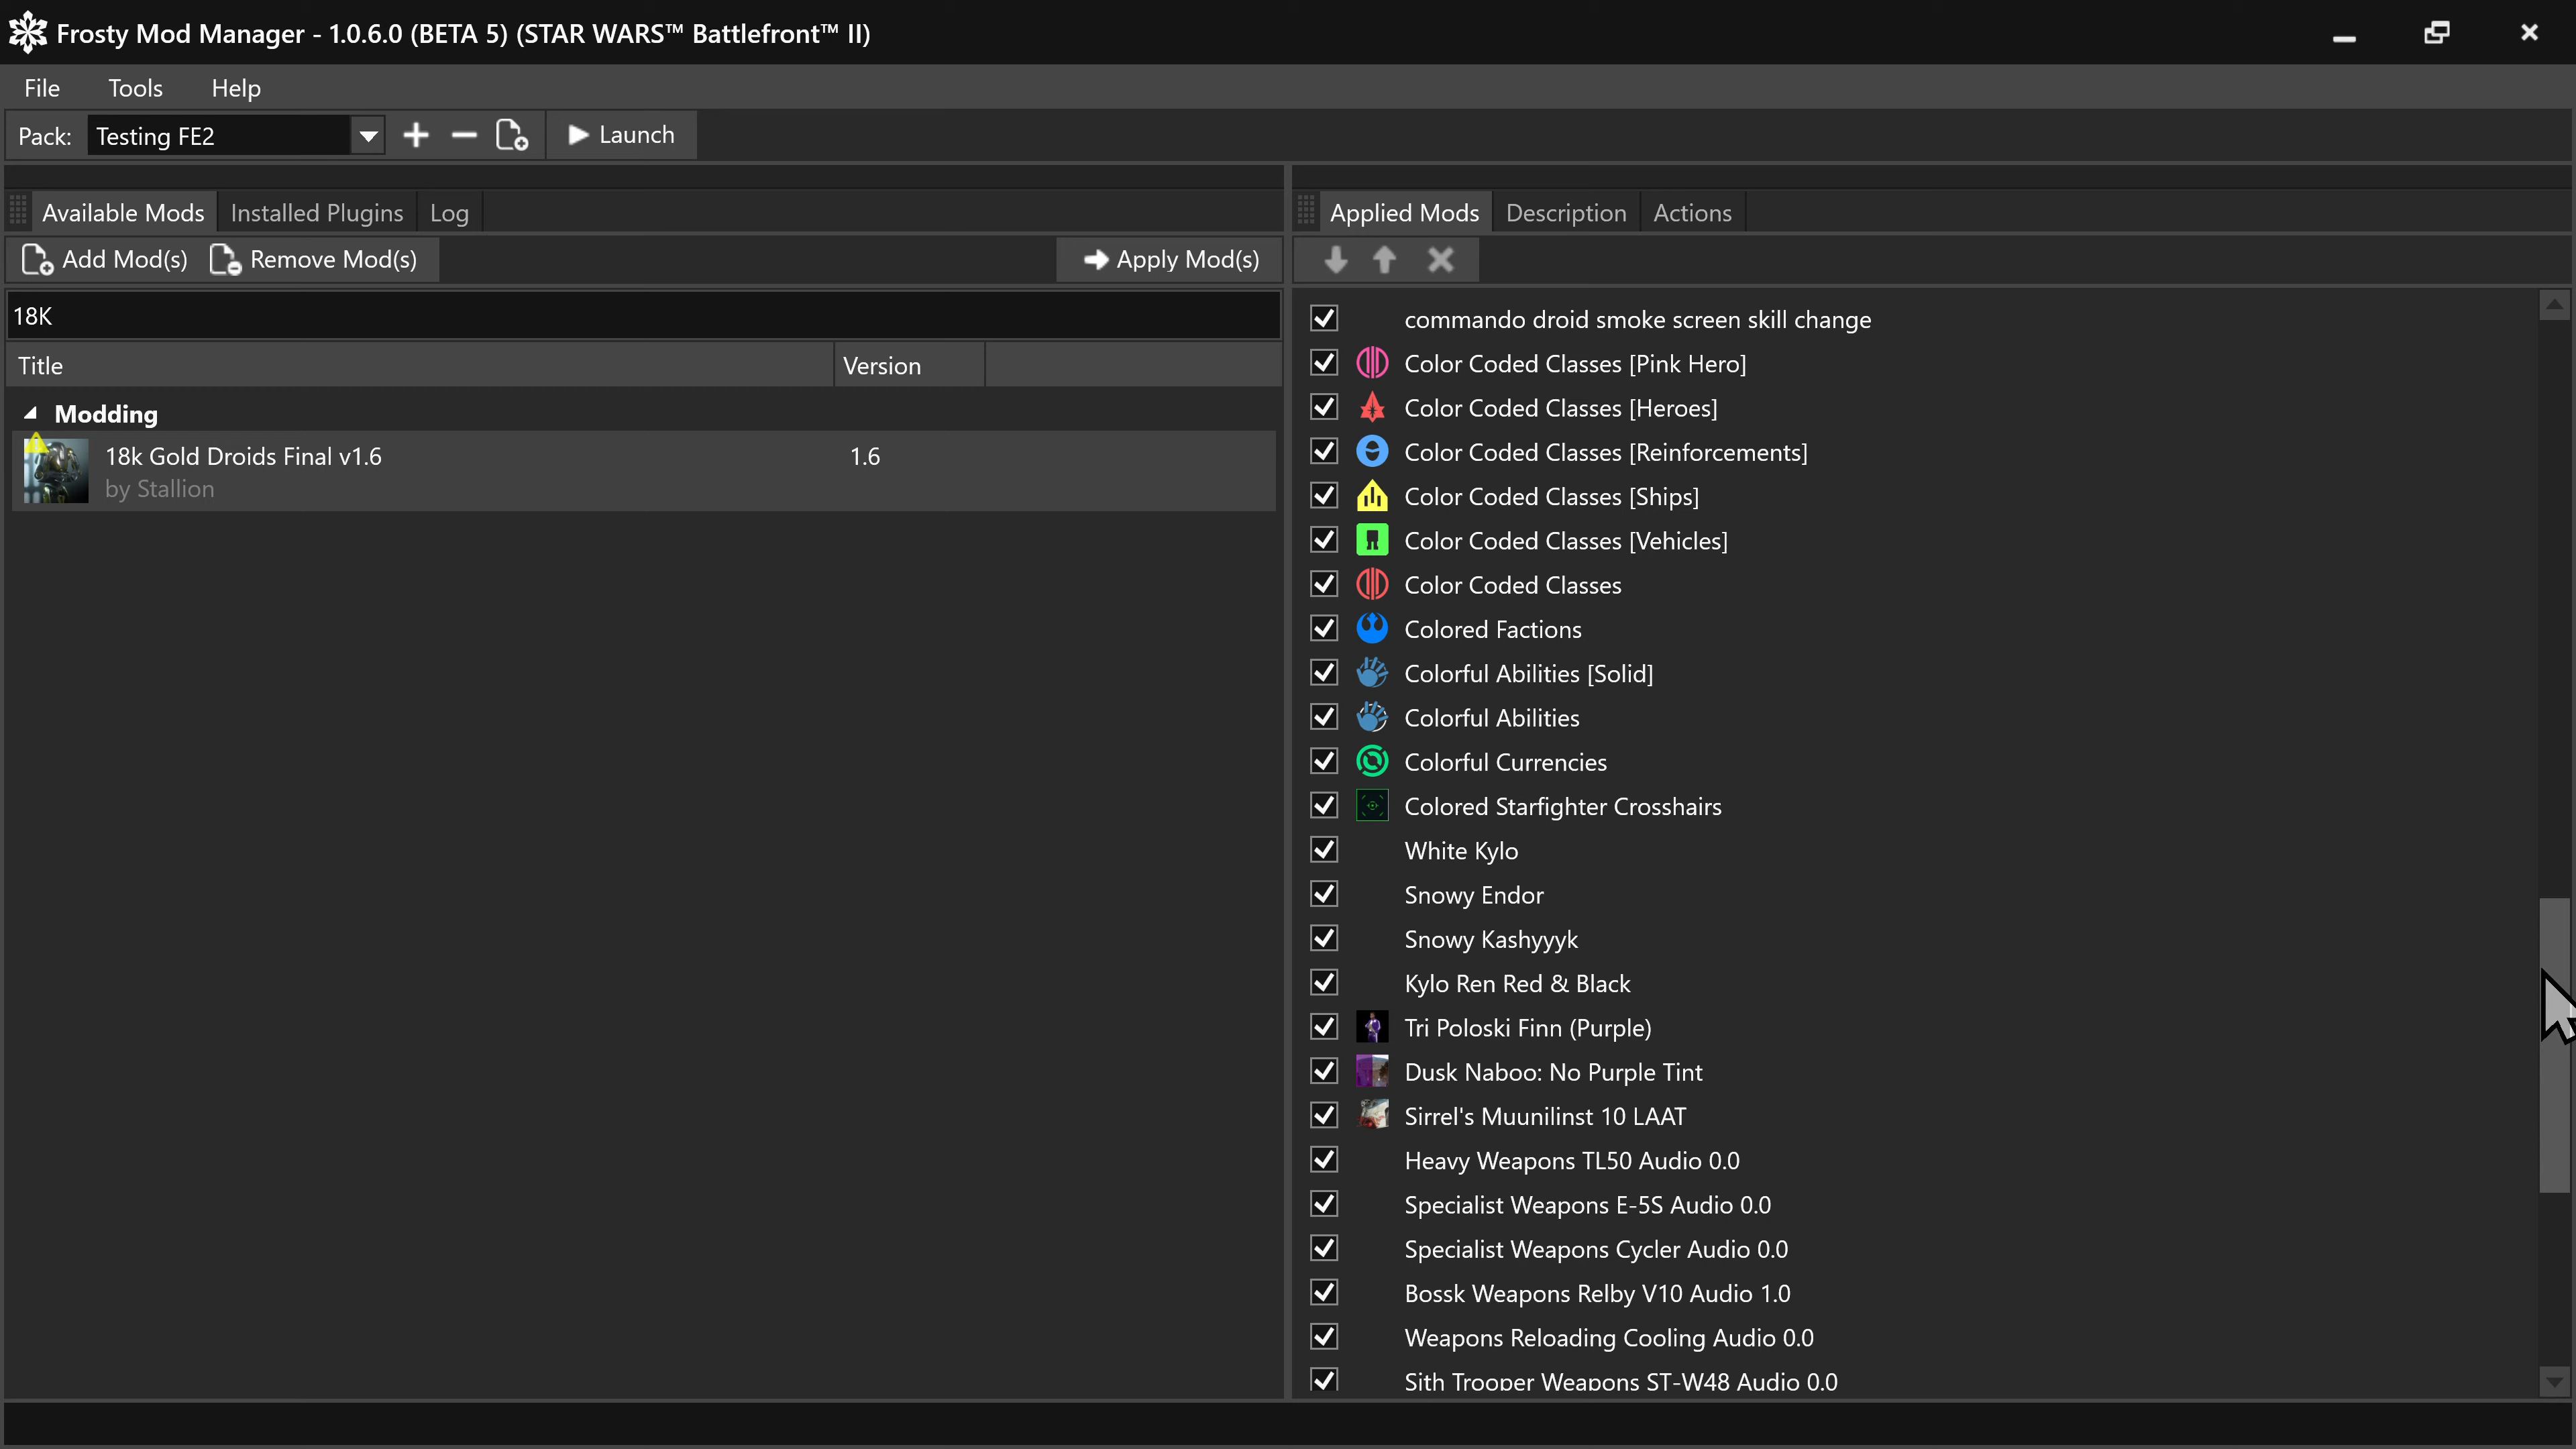 Frosty Mod Manager - 1.0.6.0 (BETA 5) (STAR WARS™ Battlefront™ II)
File Tools Help
Pack: Testing FE2 Launch
Available Mods Installed Plugins Log
Add Mod(s) Remove Mod(s) Apply Mod(s)
18K
Title Version
Modding
18k Gold Droids Final v1.6 1.6
by Stallion
Applied Mods Description Actions
commando droid smoke screen skill change
Color Coded Classes [Pink Hero]
Color Coded Classes [Heroes]
Color Coded Classes [Reinforcements]
Color Coded Classes [Ships]
Color Coded Classes [Vehicles]
Color Coded Classes
Colored Factions
Colorful Abilities [Solid]
Colorful Abilities
Colorful Currencies
Colored Starfighter Crosshairs
White Kylo
Snowy Endor
Snowy Kashyyyk
Kylo Ren Red & Black
Tri Poloski Finn (Purple)
Dusk Naboo: No Purple Tint
Sirrel's Muunilinst 10 LAAT
Heavy Weapons TL50 Audio 0.0
Specialist Weapons E-5S Audio 0.0
Specialist Weapons Cycler Audio 0.0
Bossk Weapons Relby V10 Audio 1.0
Weapons Reloading Cooling Audio 0.0
Sith Trooper Weapons ST-W48 Audio 0.0